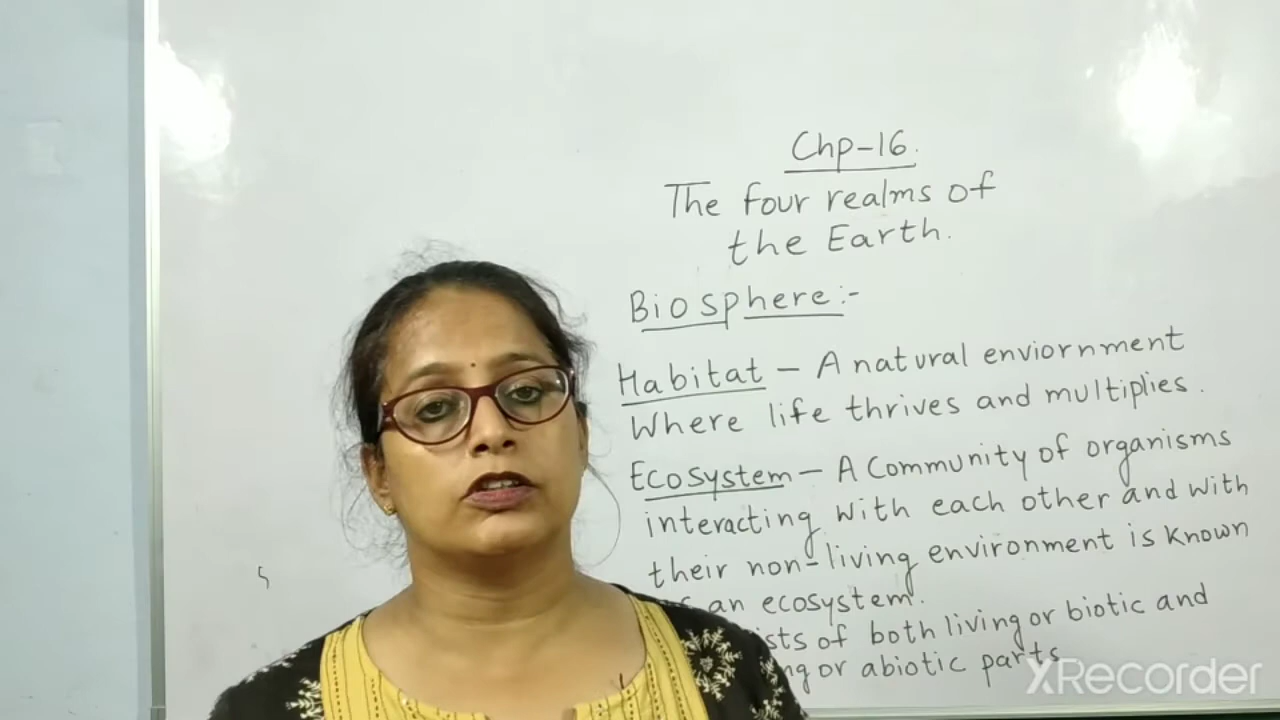 Chp-16.
The four realms of
the Earth.
Biosphere:-
Habitat - A natural enviornment
Where life thrives and multiplies.
Ecosystem - A Community of organisms
interacting with each other and with
their non-living environment is known
an ecosystem.
of both living or biotic and
or abiotic parts
XRecorder